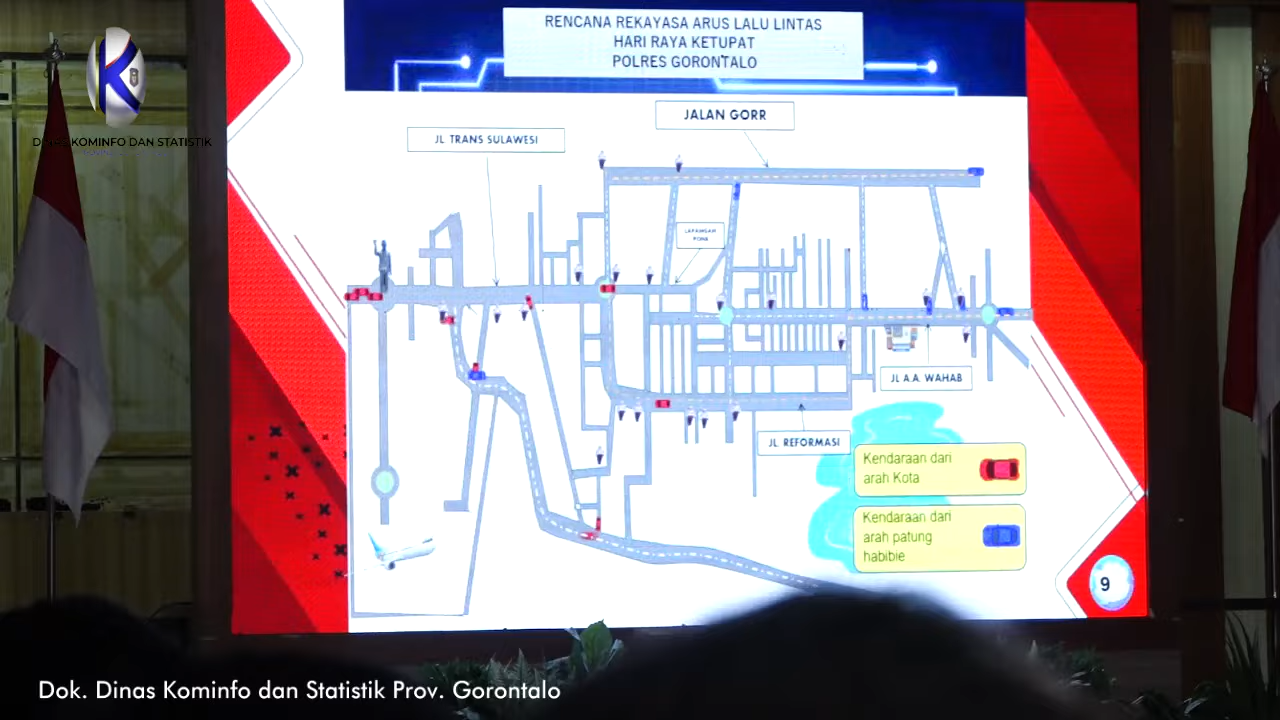 K
DINAS KOMINFO DAN STATISTIK
RENCANA REKAYASA ARUS LALU LINTAS
HARI RAYA KETUPAT
POLRES GORONTALO
JALAN GORR
JL TRANS SULAWESI
LAPANGAN
JL A.A. WAHAB
JL REFORMASI
Kendaraan dari
arah Kota
Kendaraan dari
arah patung
habibie
9
Dok. Dinas Kominfo dan Statistik Prov. Gorontalo